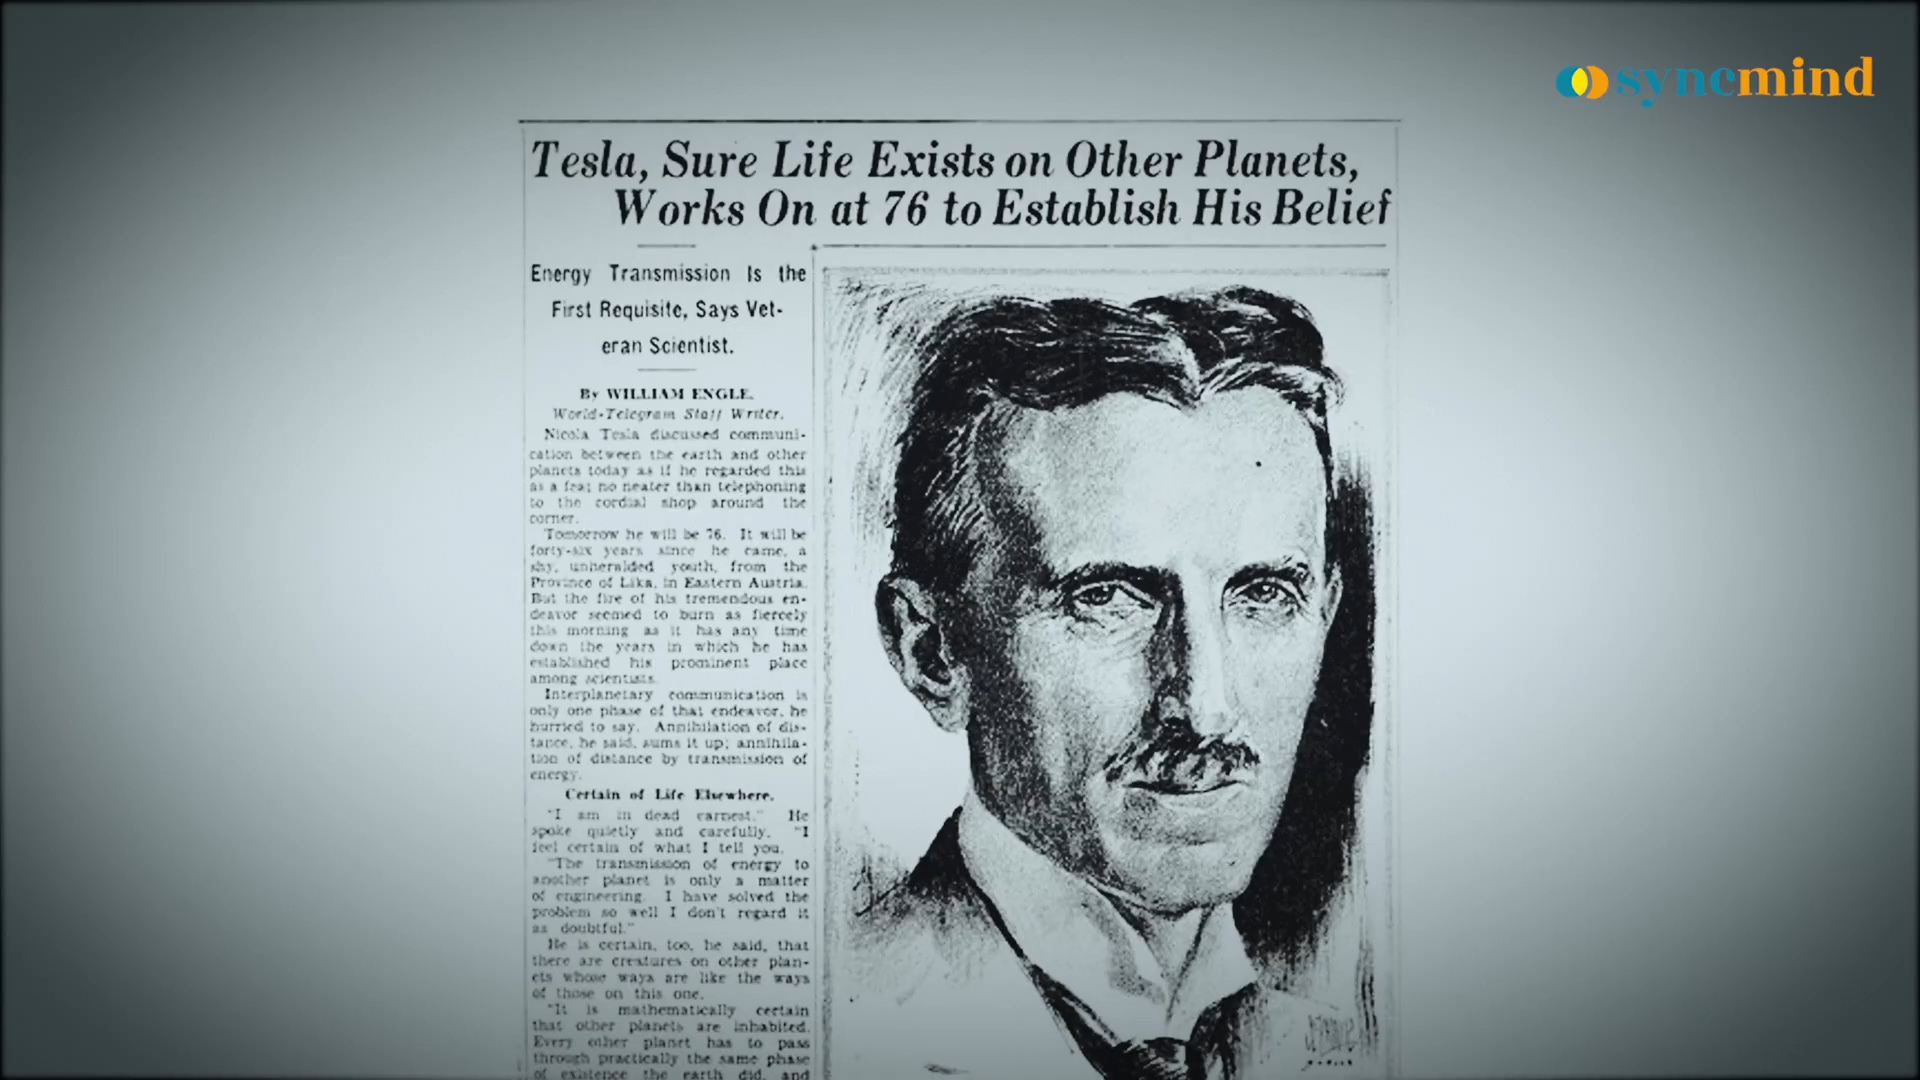 syncmind
Tesla, Sure Life Exists on Other Planets,
Works On at 76 to Establish His Belief
Energy Transmission Is the
First Requisite, Says Vet-
eran Scientist.
By WILLIAM ENGLE,
World-Telegram Staff Writer.
Nicola Tesla discussed communi-
cation between the earth and other
planets today as if he regarded this
as a feat no neater than telephoning
to the cordial shop around the
corner.
Tomorrow he will be 76. It will be
forty-six years since he came, a
shy, unheralded youth, from the
Province of Lika, in Eastern Austria.
But the fire of his tremendous en-
deavor seemed to burn as fiercely
this morning as it has any time
down the years in which he has
established his prominent place
among scientists.
Interplanetary communication is
only one phase of that endeavor, he
hurried to say. Annihilation of dis-
tance, he said, sums it up; annihila-
tion of distance by transmission of
energy.
Certain of Life Elsewhere.
"I am in dead earnest." He
spoke quietly and carefully. "I
feel certain of what I tell you.
"The transmission of energy to
another planet is only a matter
of engineering. I have solved the
problem so well I don't regard it
as doubtful."
He is certain, too, he said, that
there are creatures on other plan-
ets whose ways are like the ways
of those on this one.
"It is mathematically certain
that other planets are inhabited.
Every other planet has to pass
through practically the same phase
of existence the earth did, and